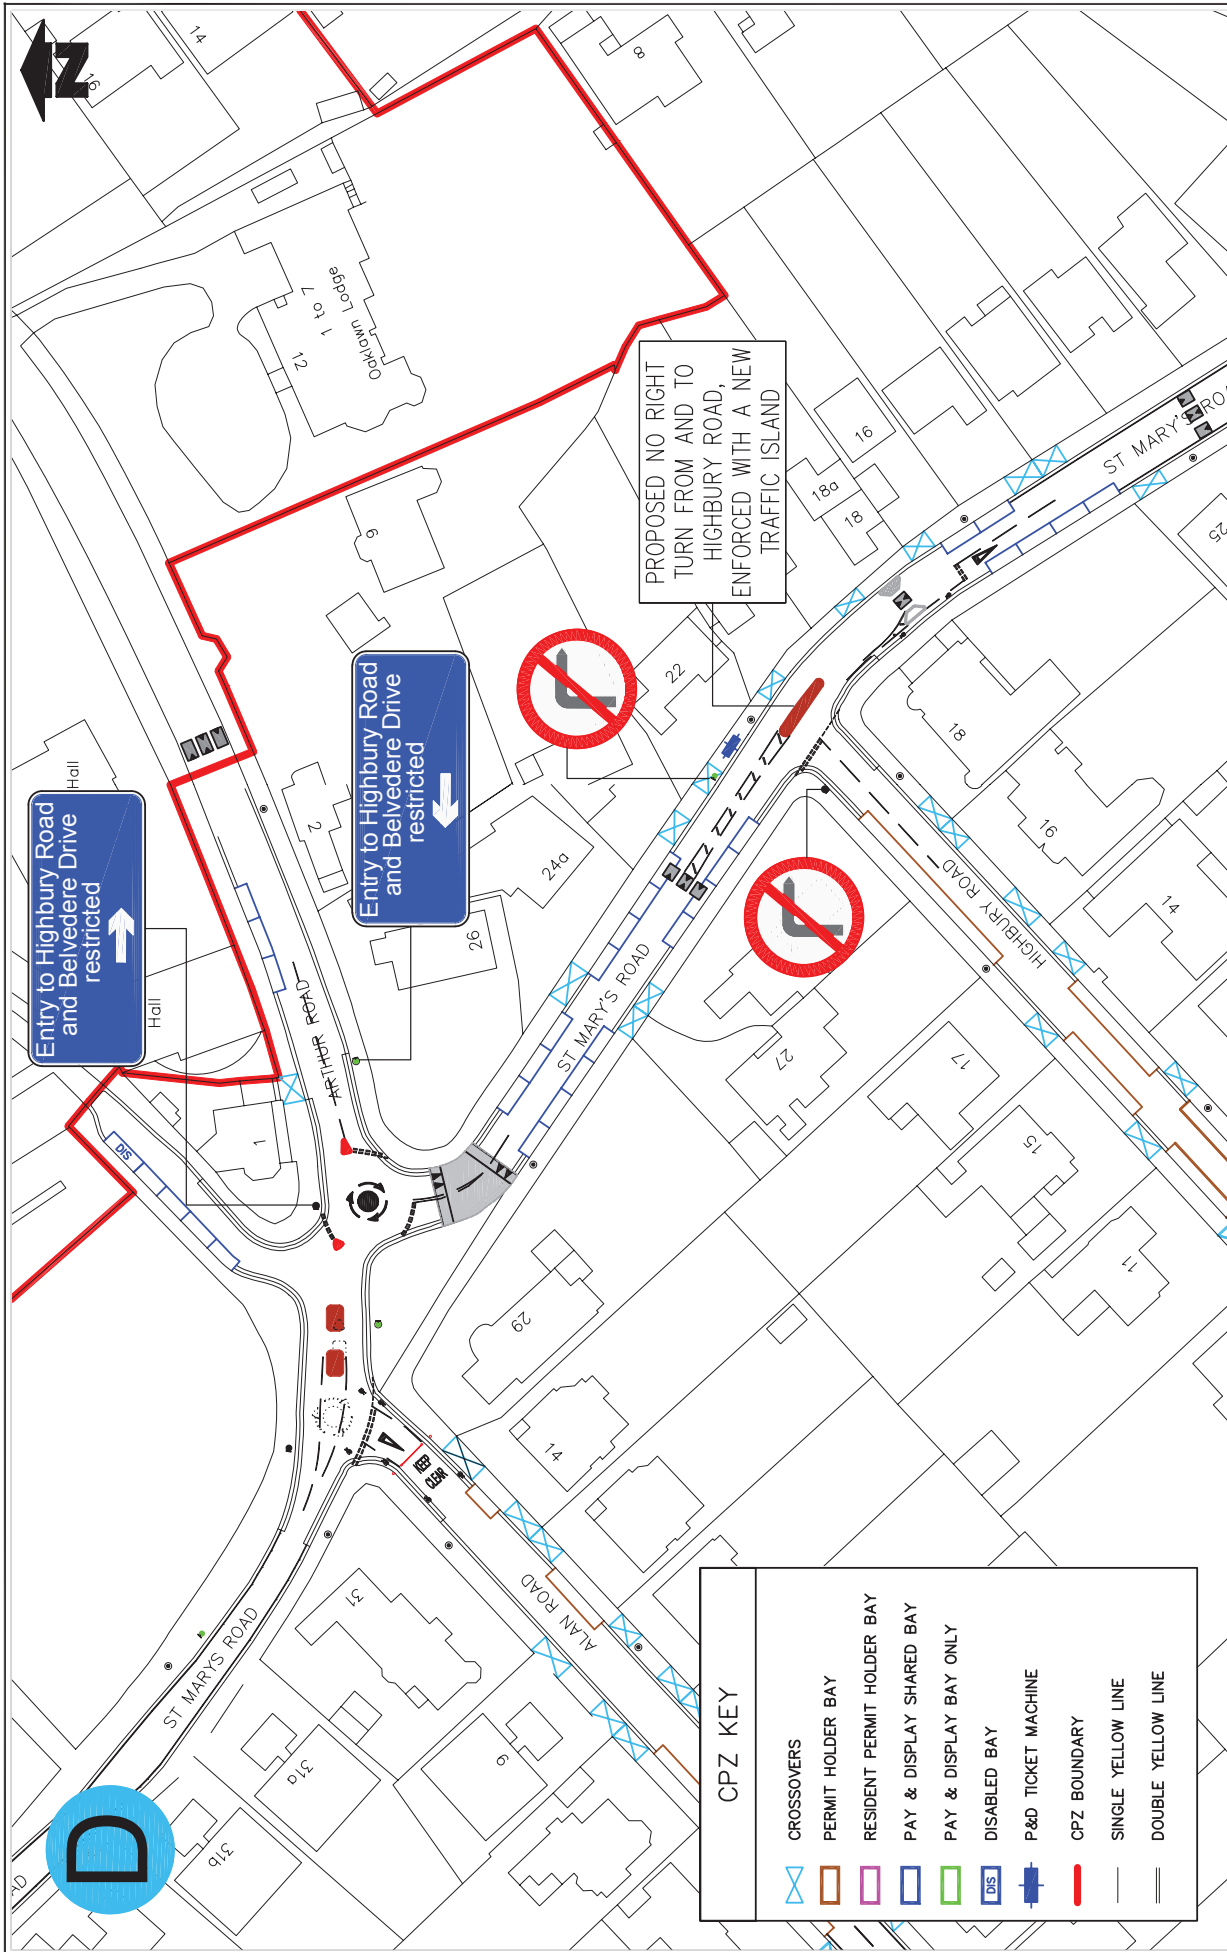 N
16
14
8
Oaklawn Lodge
1 to 7
12
9
Hall
Hall
Entry to Highbury Road
and Belvedere Drive
restricted
Entry to Highbury Road
and Belvedere Drive
restricted
PROPOSED NO RIGHT
TURN FROM AND TO
HIGHBURY ROAD,
ENFORCED WITH A NEW
TRAFFIC ISLAND
2
24a
26
22
18a
18
16
25
1
DIS
ARTHUR ROAD
ST MARY'S ROAD
ST MARY'S ROA
HIGHBURY ROAD
18
16
14
27
17
15
11
29
14
KEEP
CLEAR
ALAN ROAD
ST MARYS ROAD
31
31a
31b
9
AD
D
CPZ KEY
CROSSOVERS
PERMIT HOLDER BAY
RESIDENT PERMIT HOLDER BAY
PAY & DISPLAY SHARED BAY
PAY & DISPLAY BAY ONLY
DIS DISABLED BAY
P&D TICKET MACHINE
CPZ BOUNDARY
SINGLE YELLOW LINE
DOUBLE YELLOW LINE